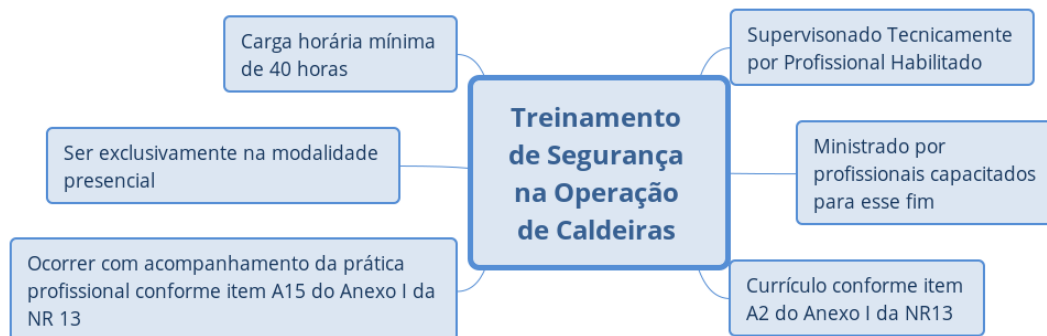 Carga horária mínima
de 40 horas
Ser exclusivamente na modalidade
presencial
Ocorrer com acompanhamento da prática
profissional conforme item A15 do Anexo I da
NR 13
Treinamento
de Segurança
na Operação
de Caldeiras
Supervisonado Tecnicamente
por Profissional Habilitado
Ministrado por
profissionais capacitados
para esse fim
Currículo conforme item
A2 do Anexo I da NR13